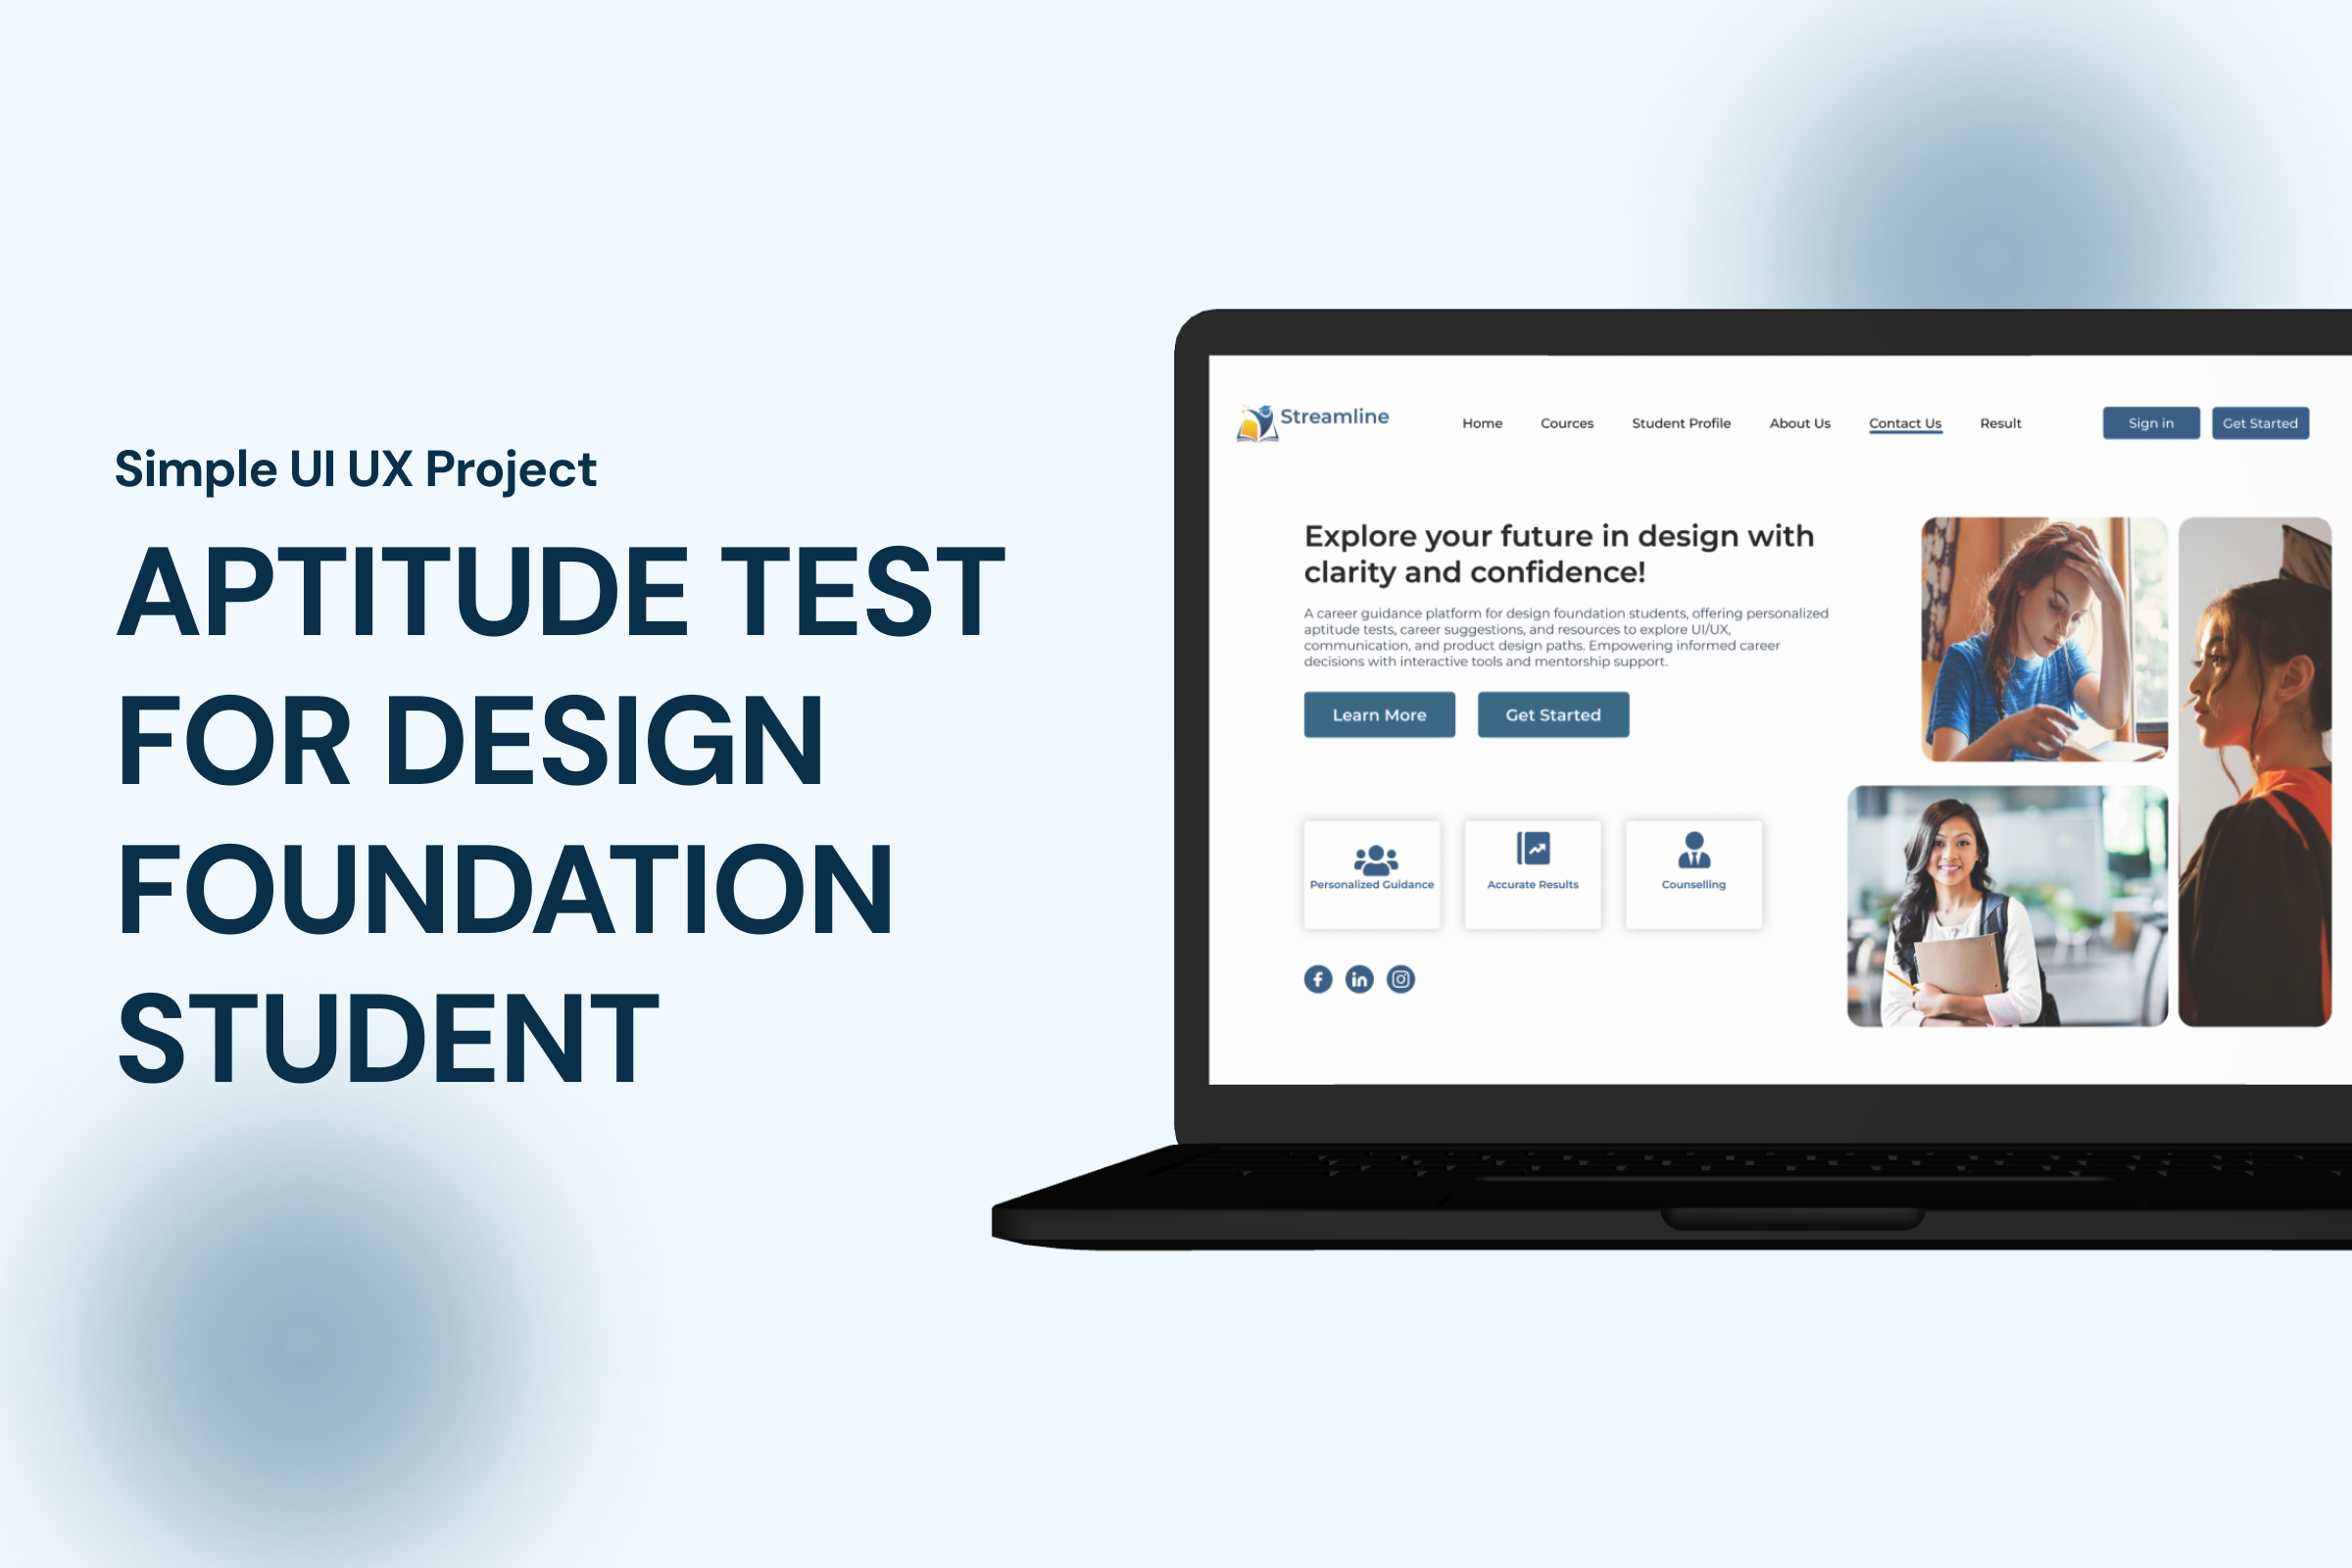 Simple UI UX Project
APTITUDE TEST
FOR DESIGN
FOUNDATION
STUDENT
Streamline
Home
Cources
Student Profile
About Us
Contact Us
Result
Sign in
Get Started
Explore your future in design with
clarity and confidence!
A career guidance platform for design foundation students, offering personalized
aptitude tests, career suggestions, and resources to explore UI/UX,
communication, and product design paths. Empowering informed career
decisions with interactive tools and mentorship support.
Learn More
Get Started
Personalized Guidance
Accurate Results
Counselling